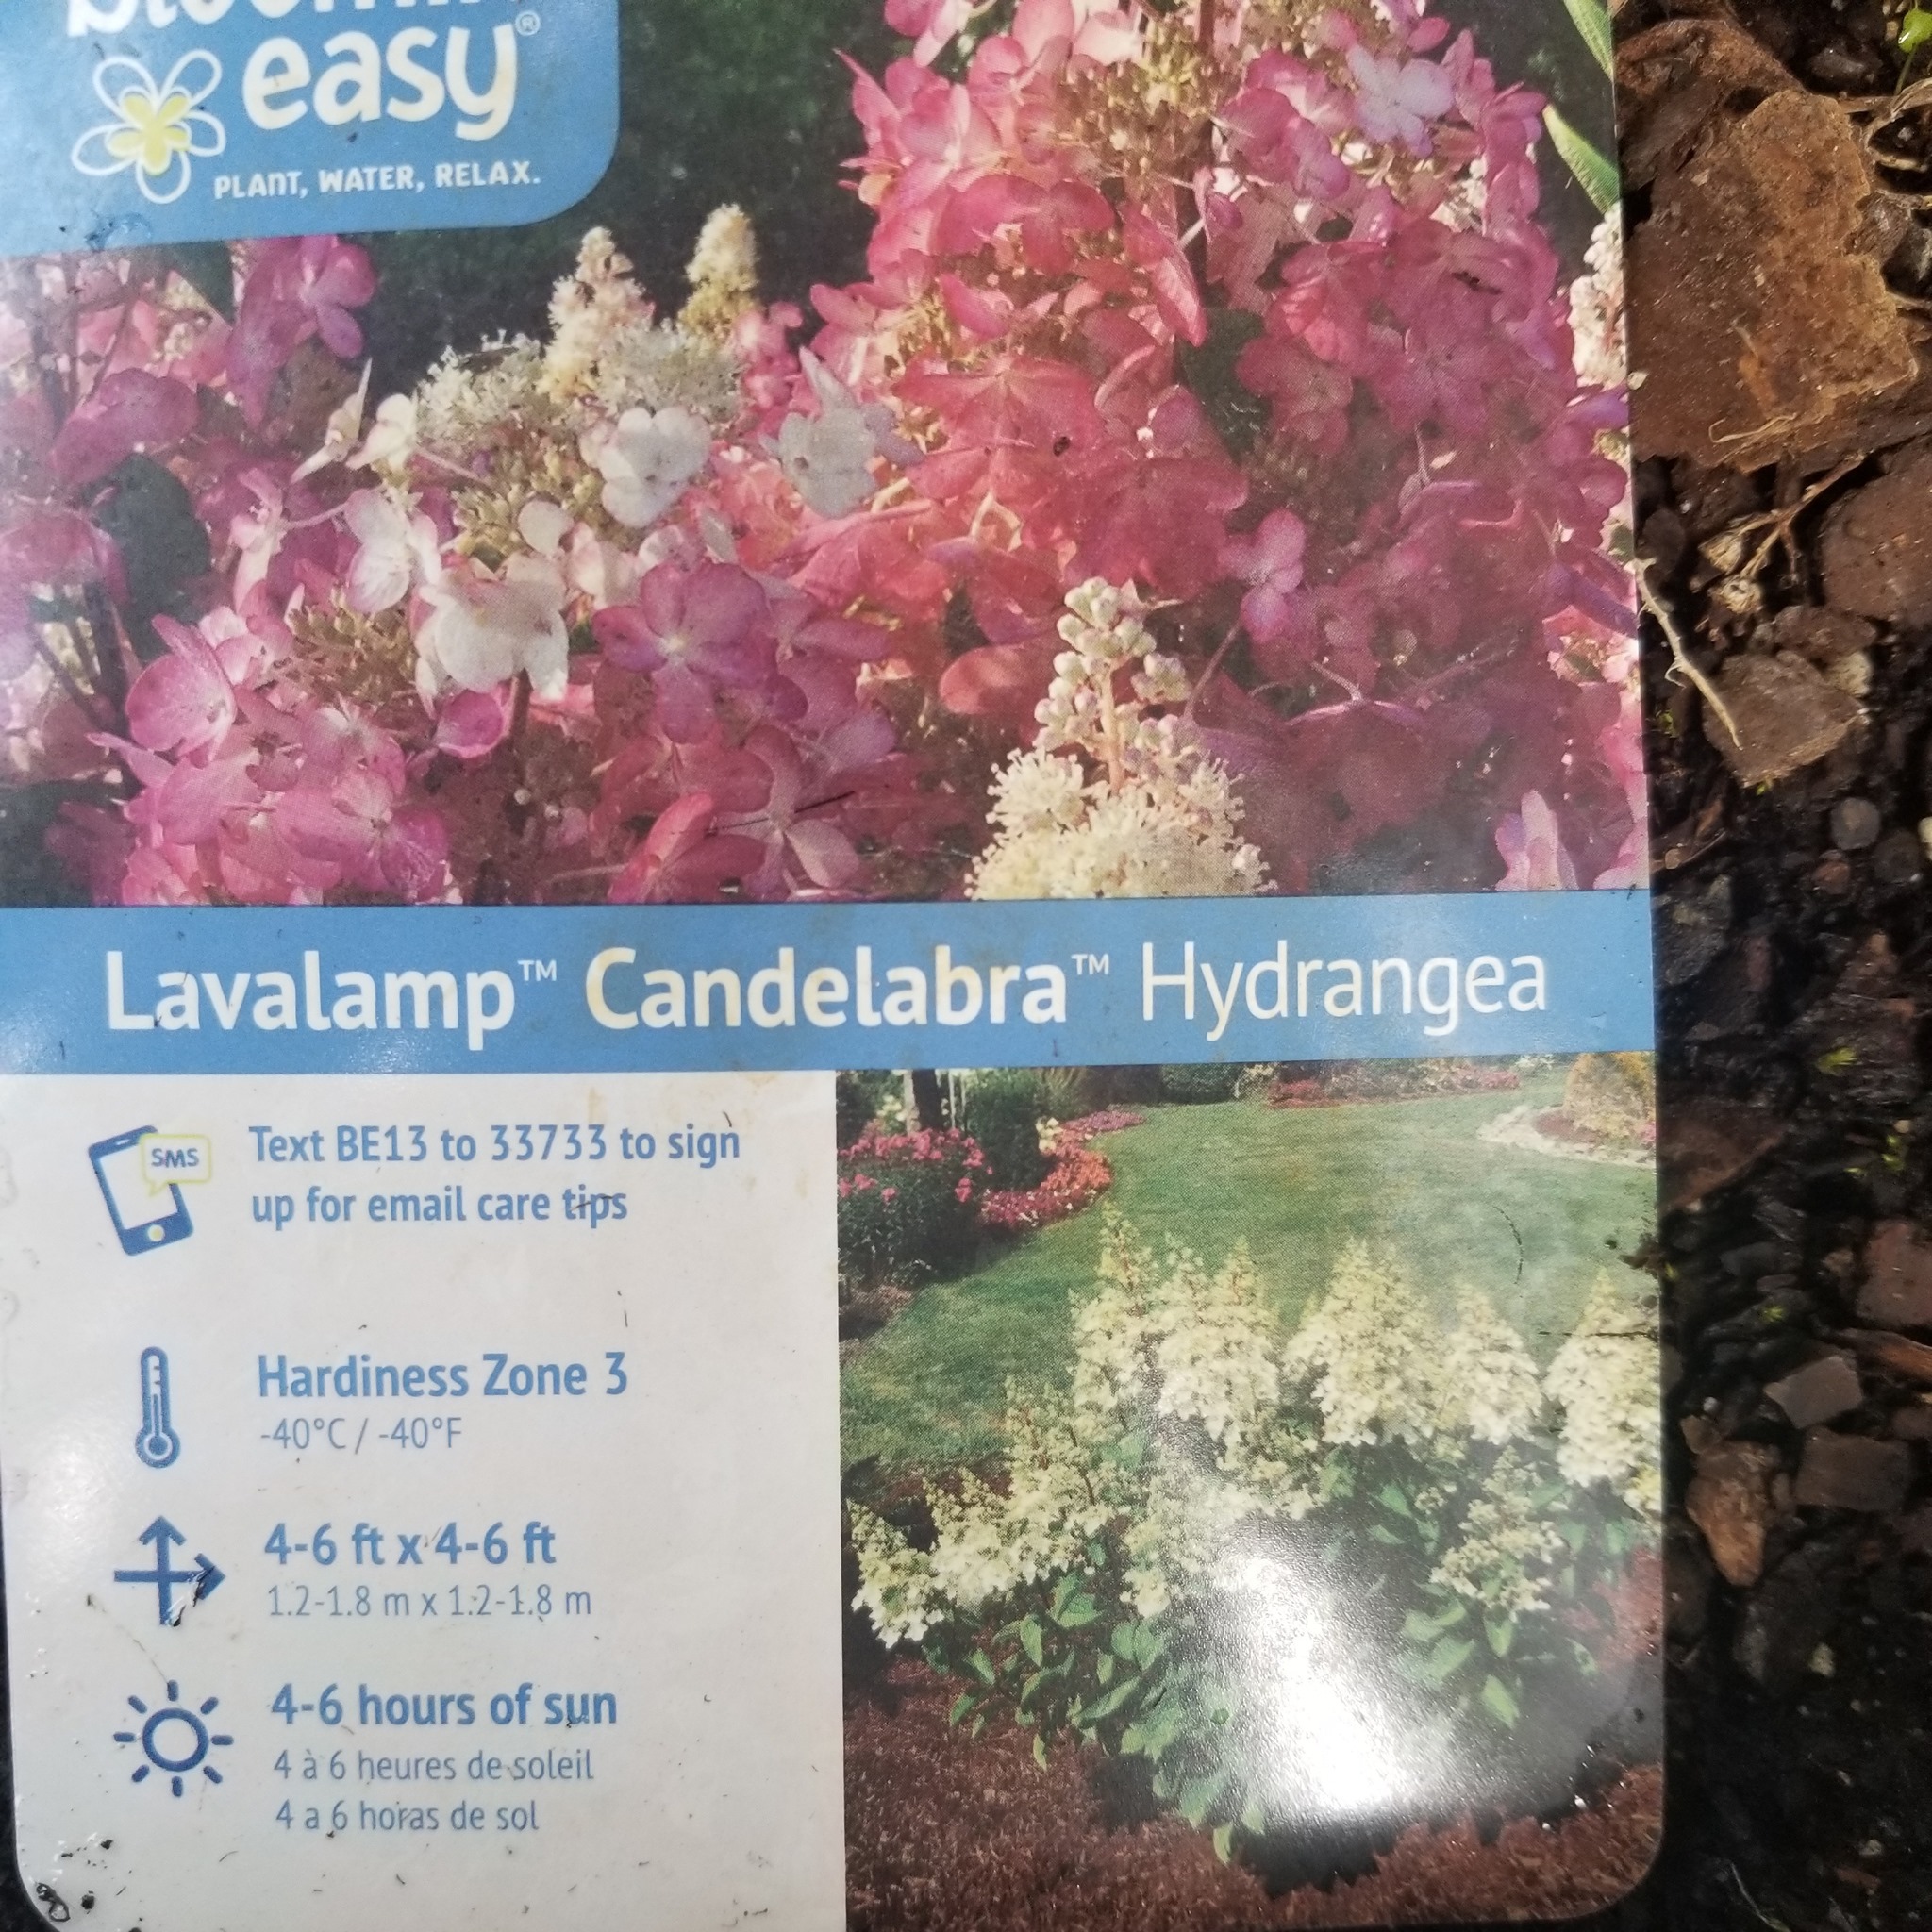 easy®
PLANT, WATER, RELAX.
Lavalamp™ Candelabra™ Hydrangea
SMS
Text BE13 to 33733 to sign
up for email care tips
Hardiness Zone 3
-40°C / -40°F
4-6 ft x 4-6 ft
1.2-1.8 m x 1.2-1.8 m
4-6 hours of sun
4 à 6 heures de soleil
4 a 6 horas de sol